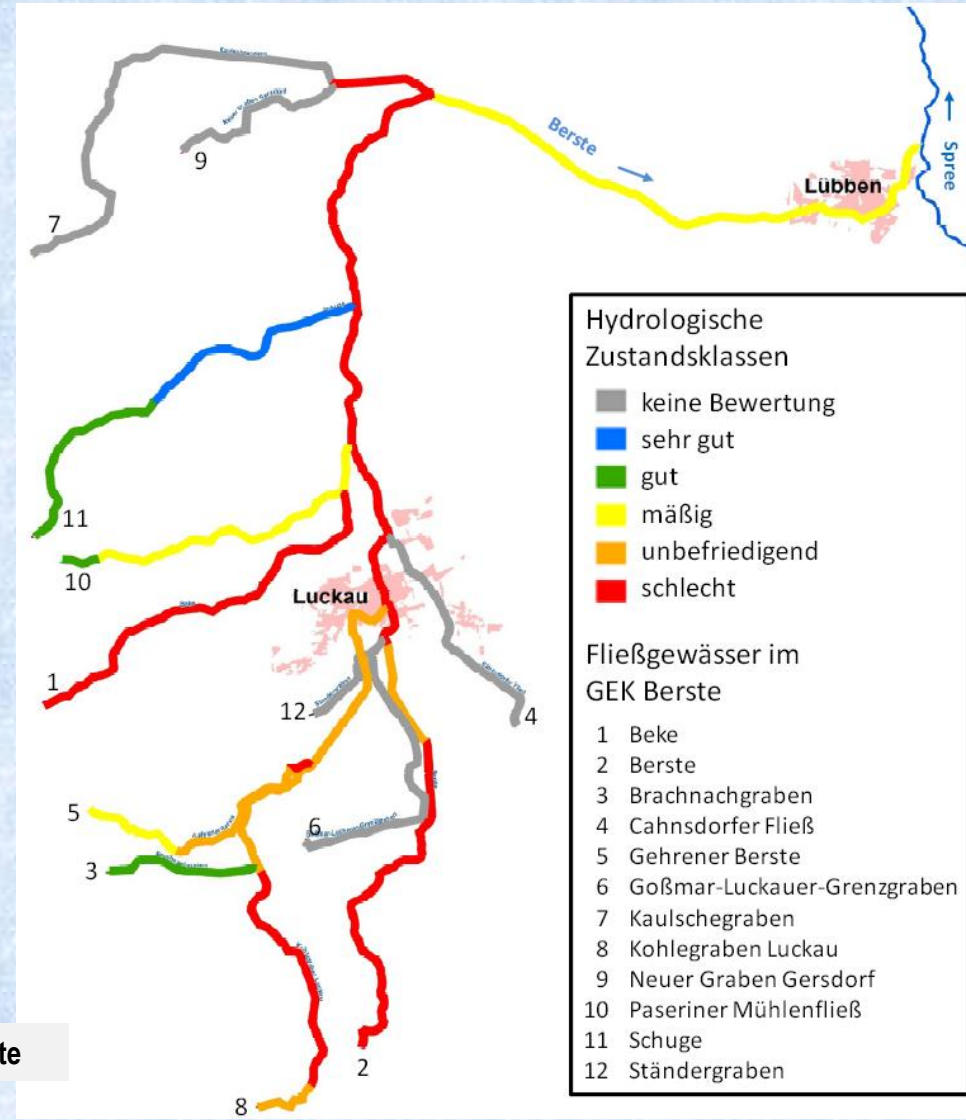 9
7
Berste
Lübben
Spree
11
10
Luckau
1
12
4
5
6
3
2
8
te
Hydrologische
Zustandsklassen
keine Bewertung
sehr gut
gut
mäßig
unbefriedigend
schlecht
Fließgewässer im
GEK Berste
1 Beke
2 Berste
3 Brachnachgraben
4 Cahnsdorfer Fließ
5 Gehrener Berste
6 Goßmar-Luckauer-Grenzgraben
7 Kaulschegraben
8 Kohlegraben Luckau
9 Neuer Graben Gersdorf
10 Paseriner Mühlenfließ
11 Schuge
12 Ständergraben